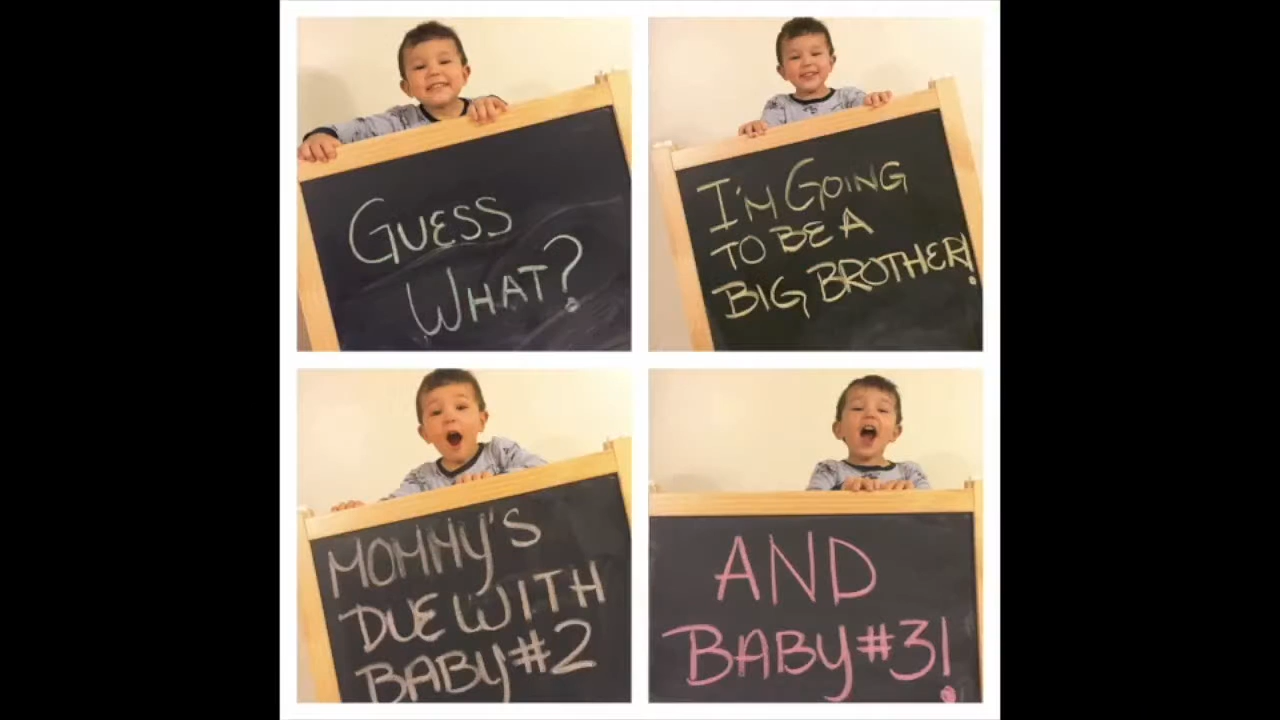 GUESS
WHAT?
I'M GOING
TO BE A
BIG BROTHER!
MOMMY'S
DUE WITH
BABY #2
AND
BABY #3!